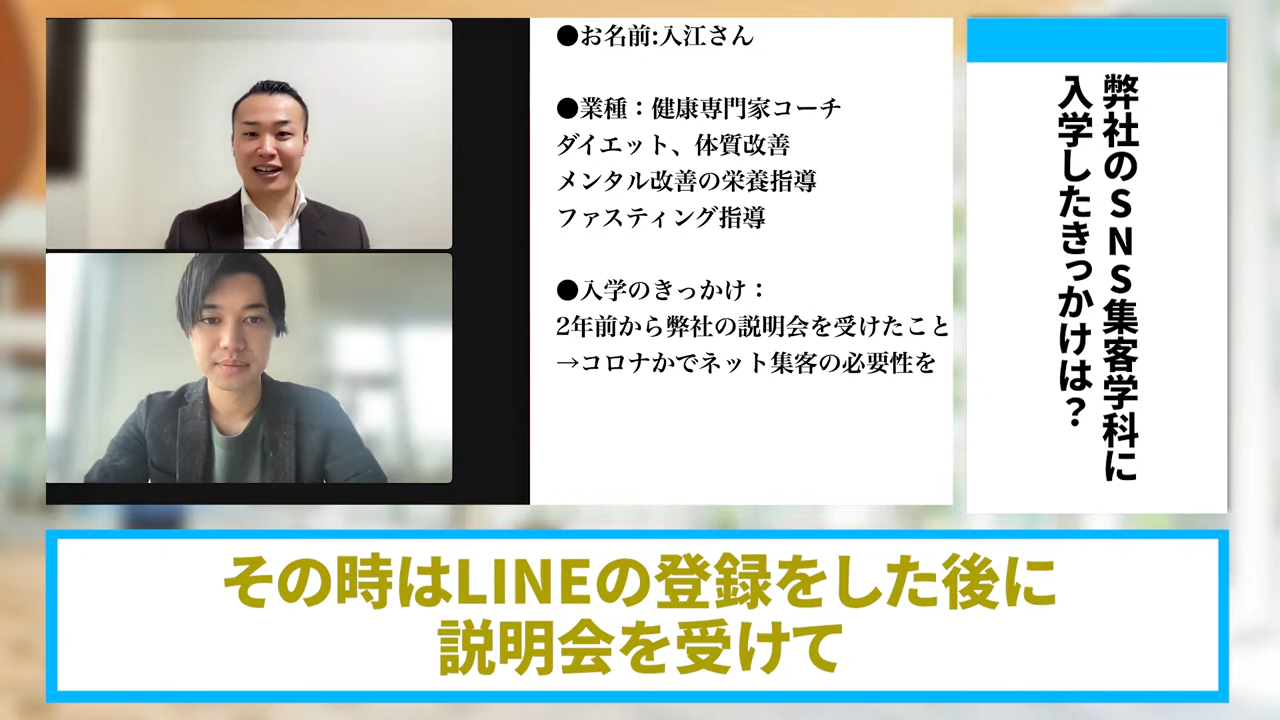 ●お名前:入江さん
●業種：健康専門家コーチ
ダイエット、体質改善
メンタル改善の栄養指導
ファスティング指導
●入学のきっかけ：
2年前から弊社の説明会を受けたこと
→コロナかでネット集客の必要性を
弊社のSNS集客学科に
入学したきっかけは？
その時はLINEの登録をした後に
説明会を受けて